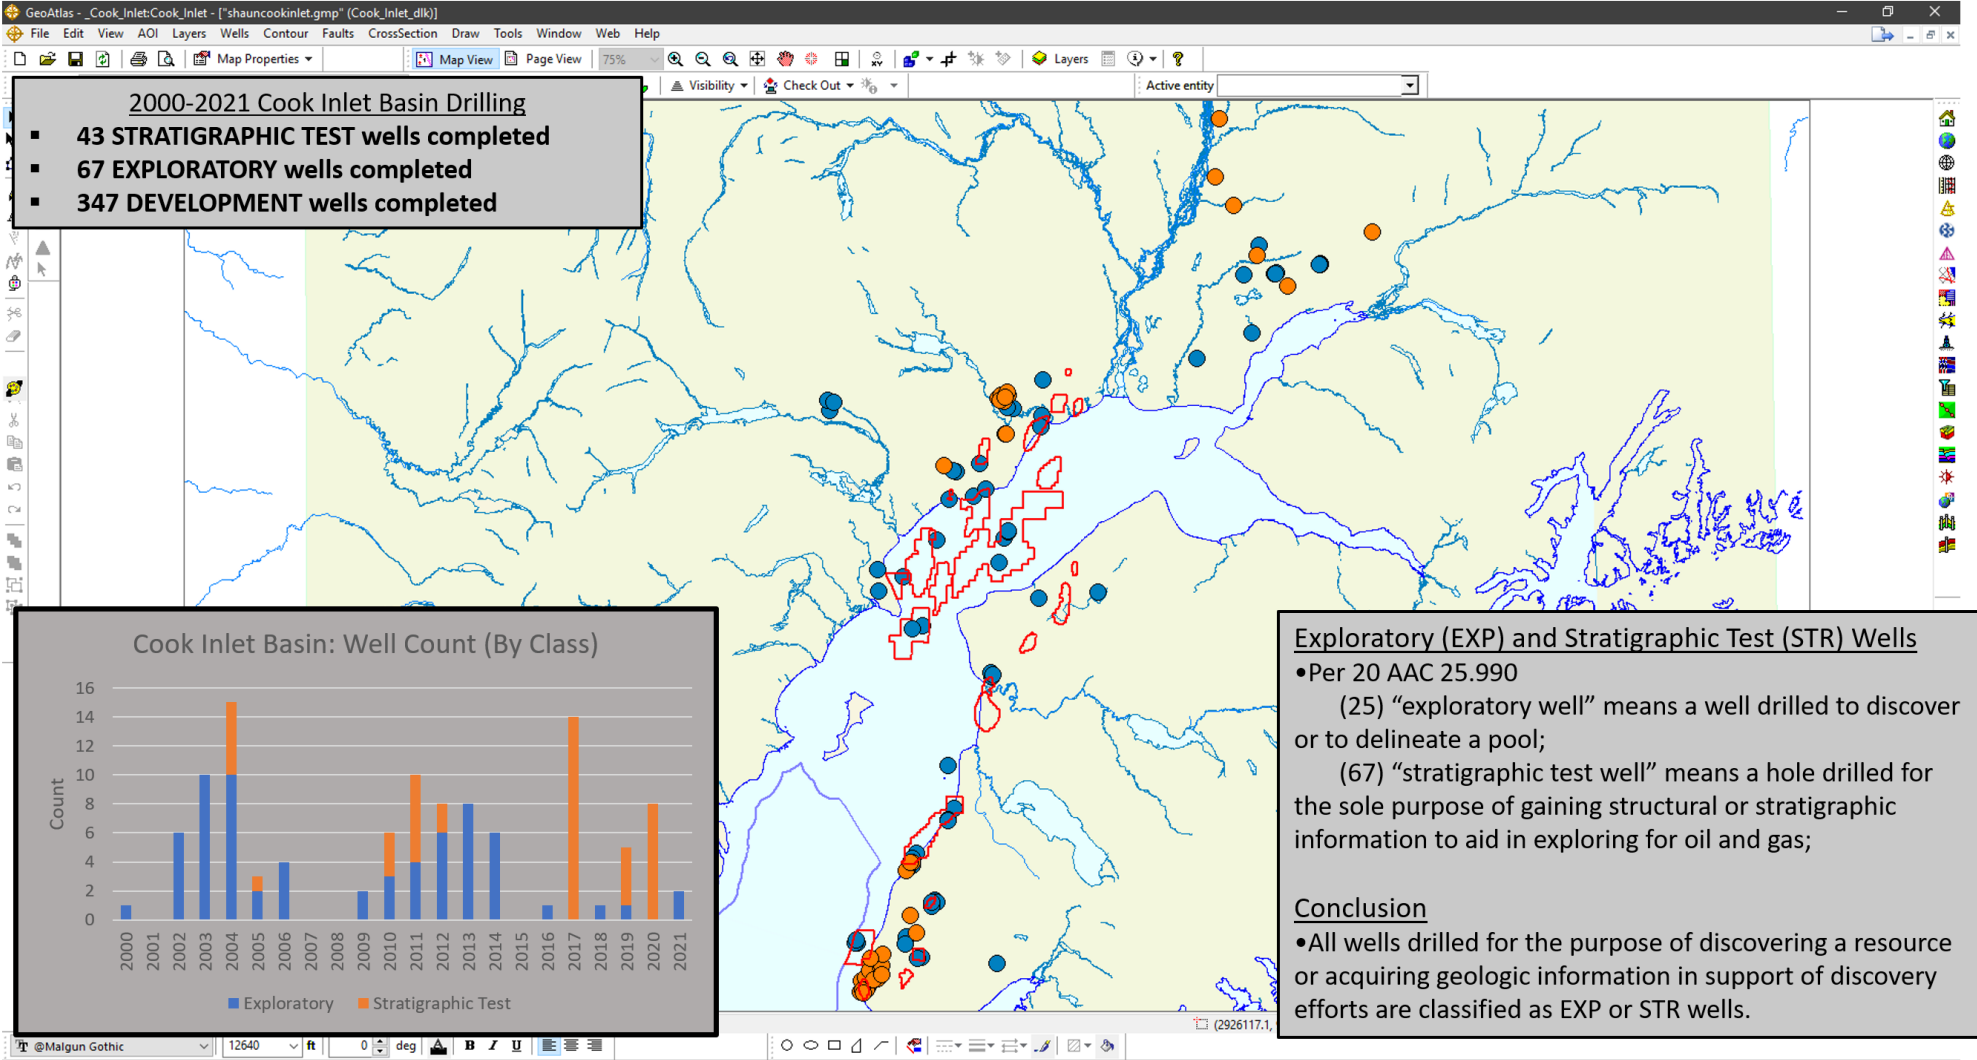 GeoAtlas - _Cook_Inlet:Cook_Inlet - ["shauncookinlet.gmp" (Cook_Inlet_dlk)]
File Edit View AOI Layers Wells Contour Faults CrossSection Draw Tools Window Web Help
Map Properties Map View Page View 75% XY Layers
Visibility Check Out Active entity
2000-2021 Cook Inlet Basin Drilling
▪ 43 STRATIGRAPHIC TEST wells completed
▪ 67 EXPLORATORY wells completed
▪ 347 DEVELOPMENT wells completed
Cook Inlet Basin: Well Count (By Class)
Count
16
14
12
10
8
6
4
2
0
2000 2001 2002 2003 2004 2005 2006 2007 2008 2009 2010 2011 2012 2013 2014 2015 2016 2017 2018 2019 2020 2021
Exploratory Stratigraphic Test
Exploratory (EXP) and Stratigraphic Test (STR) Wells
•Per 20 AAC 25.990
(25) “exploratory well” means a well drilled to discover
or to delineate a pool;
(67) “stratigraphic test well” means a hole drilled for
the sole purpose of gaining structural or stratigraphic
information to aid in exploring for oil and gas;
Conclusion
•All wells drilled for the purpose of discovering a resource
or acquiring geologic information in support of discovery
efforts are classified as EXP or STR wells.
(2926117.1,
@Malgun Gothic 12640 ft 0 deg A B I U